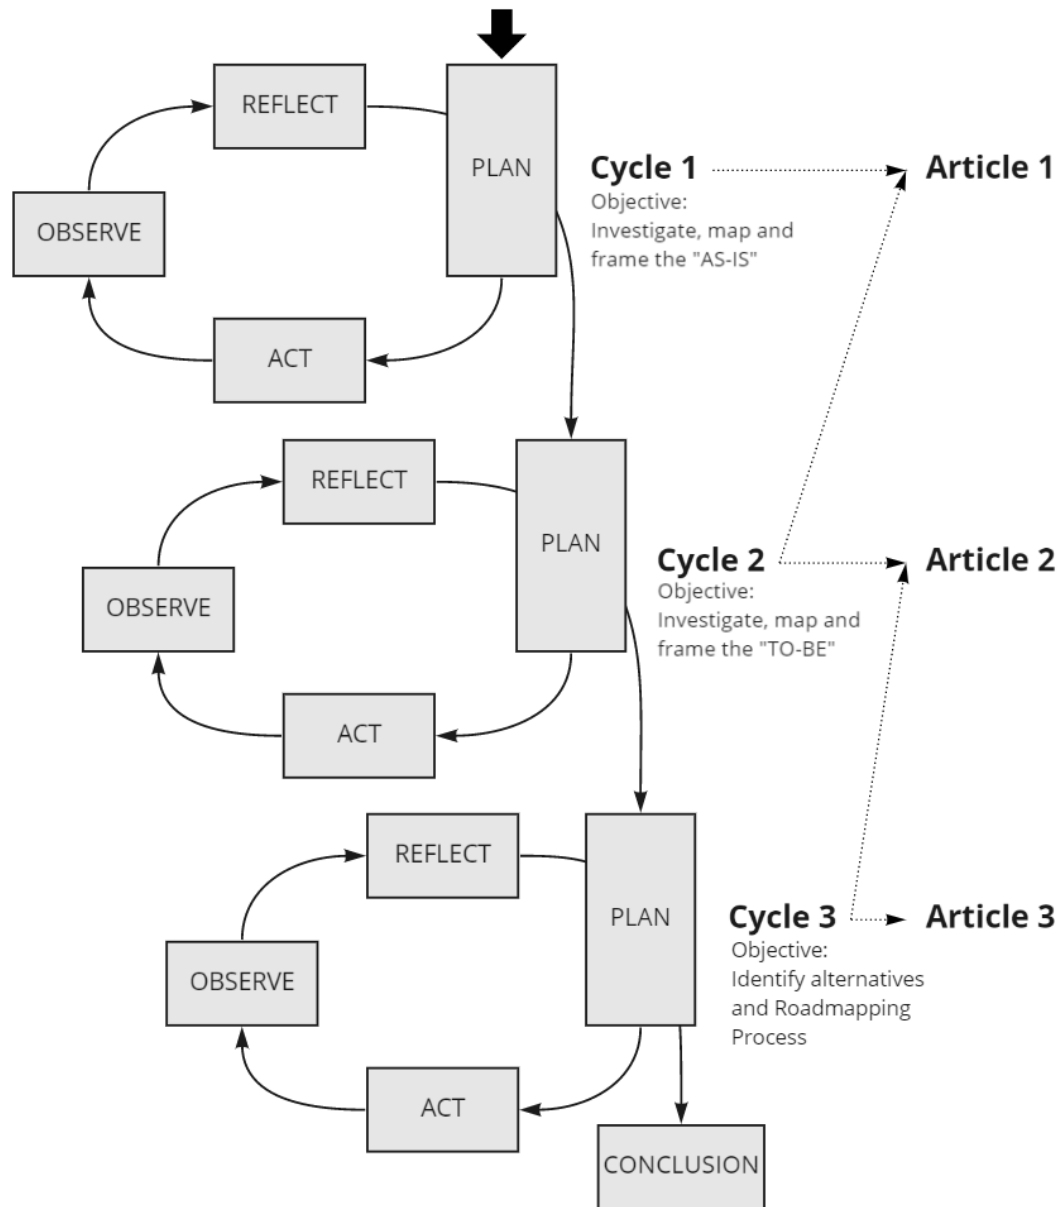 REFLECT
PLAN
OBSERVE
ACT
Cycle 1
Objective:
Investigate, map and
frame the "AS-IS"
Article 1
REFLECT
PLAN
OBSERVE
ACT
Cycle 2
Objective:
Investigate, map and
frame the "TO-BE"
Article 2
REFLECT
PLAN
OBSERVE
ACT
Cycle 3
Objective:
Identify alternatives
and Roadmapping
Process
Article 3
CONCLUSION